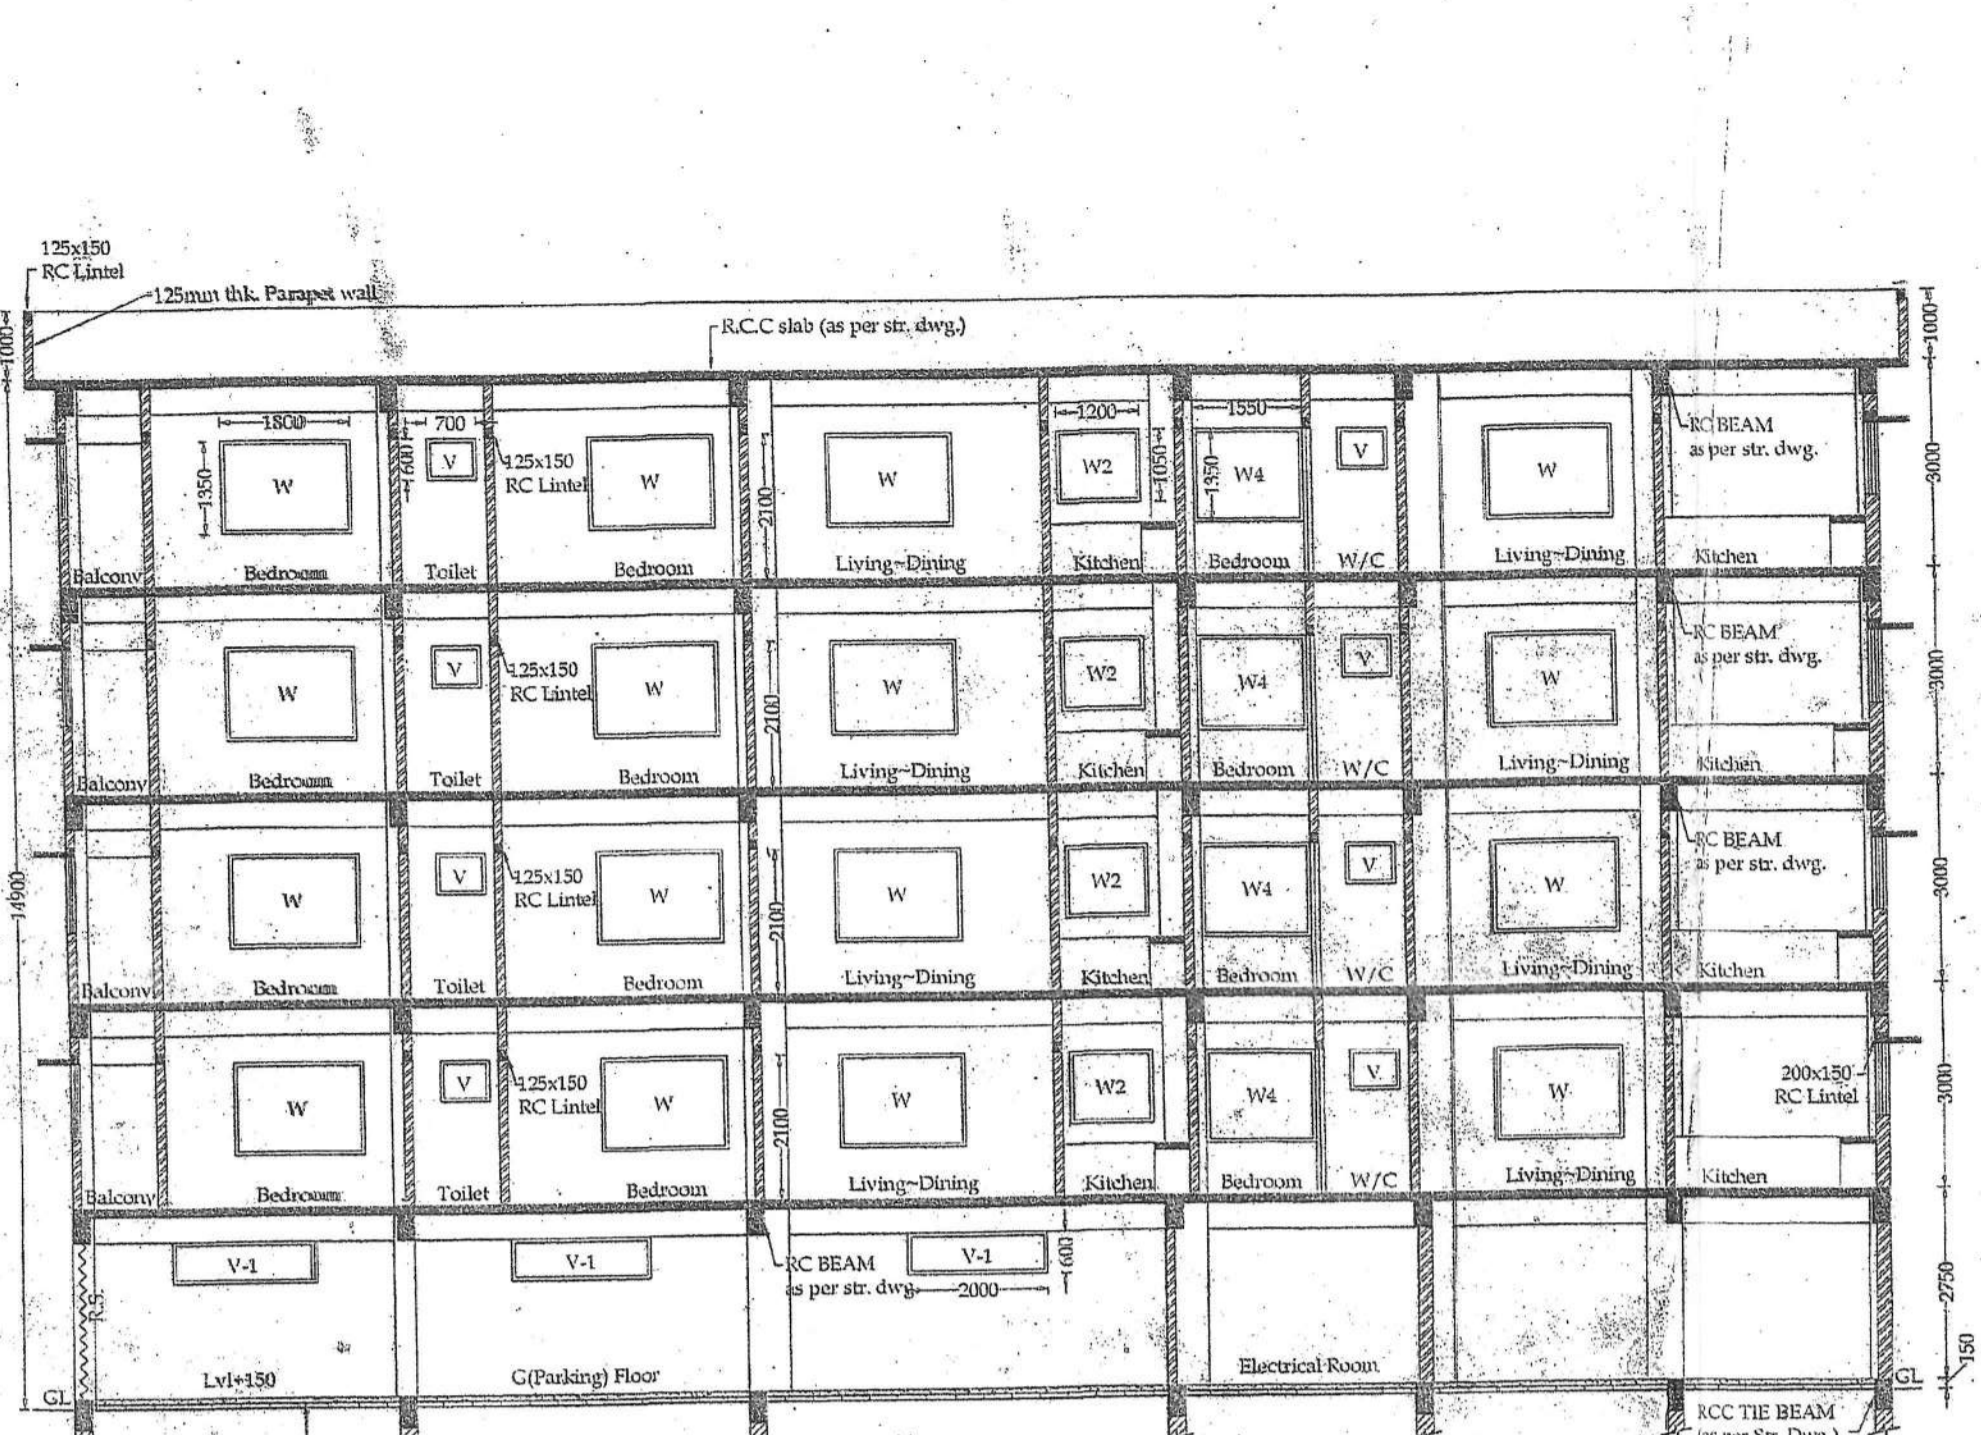 125x150
RC Lintel
125mm thk. Parapet wall
R.C.C slab (as per str. dwg.)
1000
1000
1800
700
1200
1550
RC BEAM
as per str. dwg.
1350
W
600
V
125x150
RC Lintel
W
2100
W
W2
1050
1350
W4
V
W
3000
Balcony
Bedroom
Toilet
Bedroom
Living~Dining
Kitchen
Bedroom
W/C
Living~Dining
Kitchen
RC BEAM
as per str. dwg.
W
V
125x150
RC Lintel
W
2100
W
W2
W4
V
W
3000
Balcony
Bedroom
Toilet
Bedroom
Living~Dining
Kitchen
Bedroom
W/C
Living~Dining
Kitchen
RC BEAM
as per str. dwg.
14900
W
V
125x150
RC Lintel
W
2100
W
W2
W4
V
W
3000
Balcony
Bedroom
Toilet
Bedroom
Living~Dining
Kitchen
Bedroom
W/C
Living~Dining
Kitchen
W
V
125x150
RC Lintel
W
2100
W
W2
W4
V
W
200x150
RC Lintel
3000
Balcony
Bedroom
Toilet
Bedroom
Living~Dining
Kitchen
Bedroom
W/C
Living~Dining
Kitchen
V-1
V-1
RC BEAM
as per str. dwg.
V-1
600
2000
2750
R.S.
Lvl+150
G(Parking) Floor
Electrical Room
150
GL
GL
RCC TIE BEAM